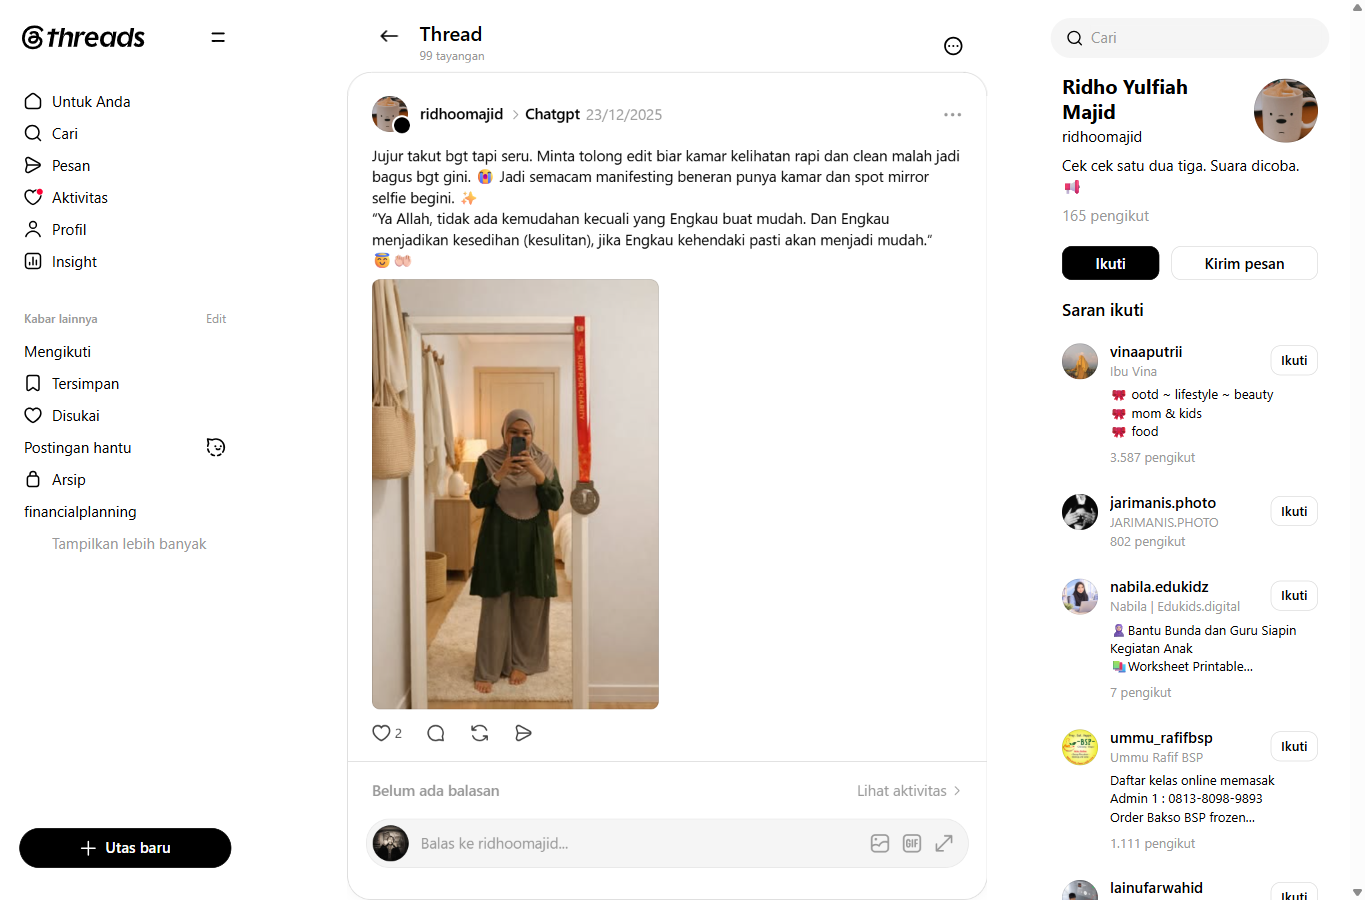 threads
Untuk Anda
Cari
Pesan
Aktivitas
Profil
Insight
Kabar lainnya
Edit
Mengikuti
Tersimpan
Disukai
Postingan hantu
Arsip
financialplanning
Tampilkan lebih banyak
Utas baru
Thread
99 tayangan
ridhoomajid > Chatgpt 23/12/2025
Jujur takut bgt tapi seru. Minta tolong edit biar kamar kelihatan rapi dan clean malah jadi
bagus bgt gini. 😭 Jadi semacam manifesting beneran punya kamar dan spot mirror
selfie begini. ✨
“Ya Allah, tidak ada kemudahan kecuali yang Engkau buat mudah. Dan Engkau
menjadikan kesedihan (kesulitan), jika Engkau kehendaki pasti akan menjadi mudah.”
😇🤲🏻
RUN FOR CHARITY
2
Belum ada balasan
Lihat aktivitas >
Balas ke ridhoomajid...
GIF
Cari
Ridho Yulfiah
Majid
ridhoomajid
Cek cek satu dua tiga. Suara dicoba.
📢
165 pengikut
Ikuti
Kirim pesan
Saran ikuti
vinaaputrii
Ibu Vina
Ikuti
🎀 ootd ~ lifestyle ~ beauty
🎀 mom & kids
🎀 food
3.587 pengikut
jarimanis.photo
JARIMANIS.PHOTO
Ikuti
802 pengikut
nabila.edukidz
Nabila | Edukids.digital
Ikuti
🧕Bantu Bunda dan Guru Siapin
Kegiatan Anak
📚Worksheet Printable...
7 pengikut
BSP
ummu_rafifbsp
Ummu Rafif BSP
Ikuti
Daftar kelas online memasak
Admin 1 : 0813-8098-9893
Order Bakso BSP frozen...
1.111 pengikut
lainufarwahid
Ikuti